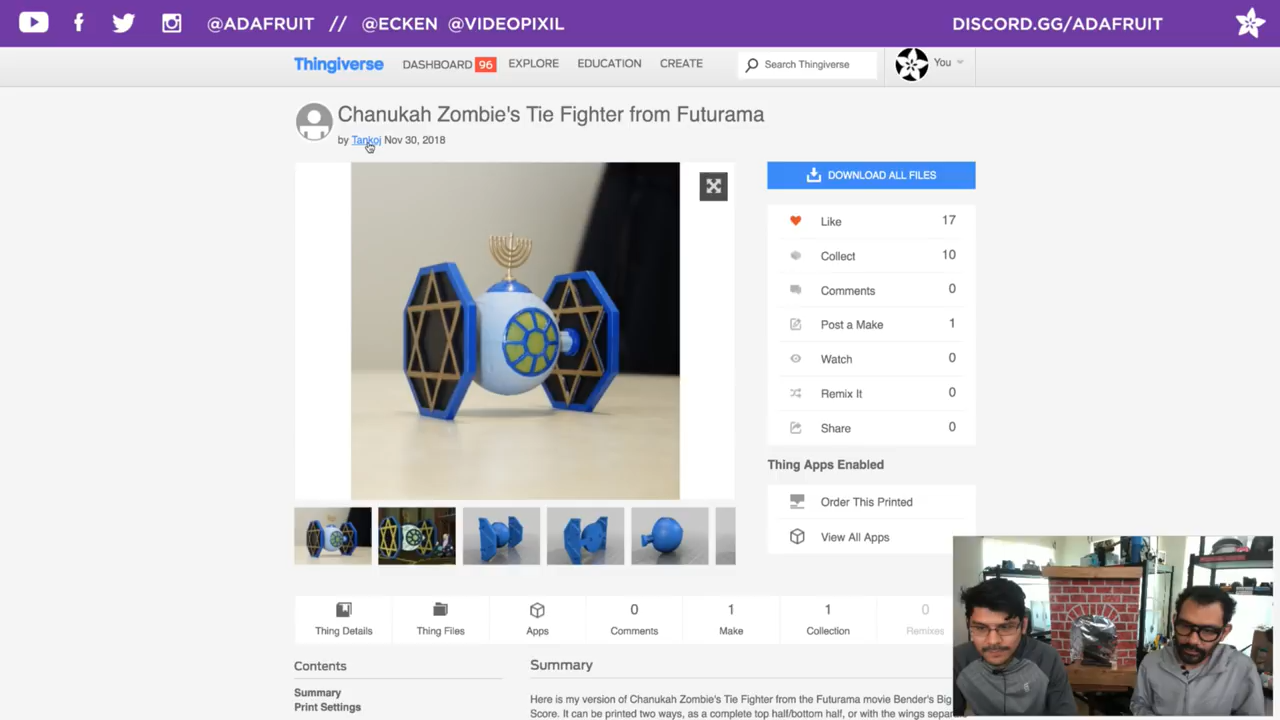 @ADAFRUIT // @ECKEN @VIDEOPIXIL
DISCORD.GG/ADAFRUIT
Thingiverse DASHBOARD 96 EXPLORE EDUCATION CREATE Search Thingiverse You
Chanukah Zombie's Tie Fighter from Futurama
by Tankoj Nov 30, 2018
DOWNLOAD ALL FILES
Like 17
Collect 10
Comments 0
Post a Make 1
Watch 0
Remix It 0
Share 0
Thing Apps Enabled
Order This Printed
View All Apps
0 1 1 0
Thing Details Thing Files Apps Comments Make Collection Remixes
Contents
Summary
Print Settings
Summary
Here is my version of Chanukah Zombie's Tie Fighter from the Futurama movie Bender's Big
Score. It can be printed two ways, as a complete top half/bottom half, or with the wings